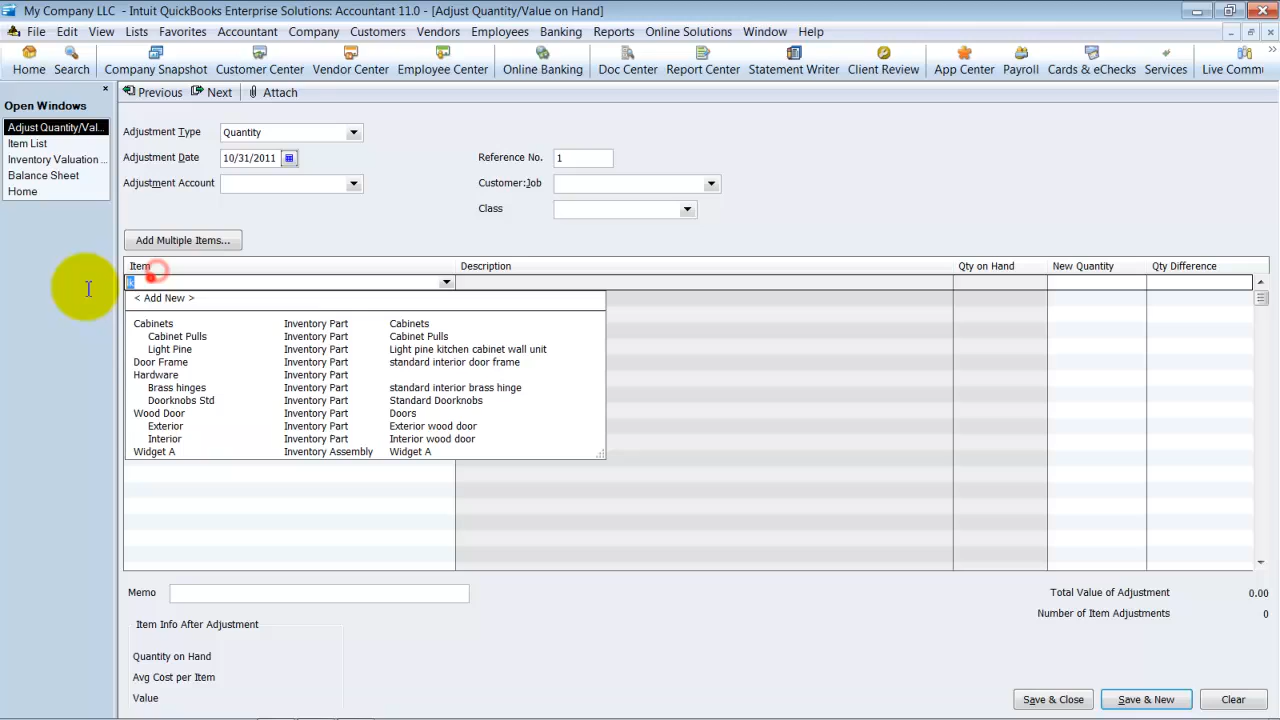 My Company LLC - Intuit QuickBooks Enterprise Solutions: Accountant 11.0 - [Adjust Quantity/Value on Hand]
File Edit View Lists Favorites Accountant Company Customers Vendors Employees Banking Reports Online Solutions Window Help
Home Search Company Snapshot Customer Center Vendor Center Employee Center Online Banking Doc Center Report Center Statement Writer Client Review App Center Payroll Cards & eChecks Services Live Commu
Open Windows
Adjust Quantity/Val...
Item List
Inventory Valuation ...
Balance Sheet
Home
Previous Next Attach
Adjustment Type Quantity
Adjustment Date 10/31/2011 Reference No. 1
Adjustment Account Customer:Job
Class
Add Multiple Items...
Item Description Qty on Hand New Quantity Qty Difference
< Add New >
Cabinets Inventory Part Cabinets
Cabinet Pulls Inventory Part Cabinet Pulls
Light Pine Inventory Part Light pine kitchen cabinet wall unit
Door Frame Inventory Part standard interior door frame
Hardware Inventory Part
Brass hinges Inventory Part standard interior brass hinge
Doorknobs Std Inventory Part Standard Doorknobs
Wood Door Inventory Part Doors
Exterior Inventory Part Exterior wood door
Interior Inventory Part Interior wood door
Widget A Inventory Assembly Widget A
Memo
Total Value of Adjustment 0.00
Number of Item Adjustments 0
Item Info After Adjustment
Quantity on Hand
Avg Cost per Item
Value
Save & Close Save & New Clear